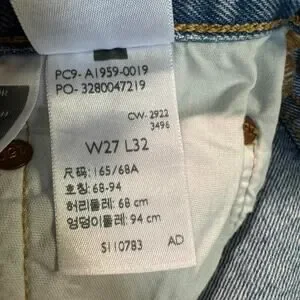 PC9- A1959-0019
PO- 3280047219
CW- 2922
3496
W27 L32
尺码: 165/68A
호칭: 68-94
허리둘레: 68 cm
엉덩이둘레: 94 cm
S110783 AD